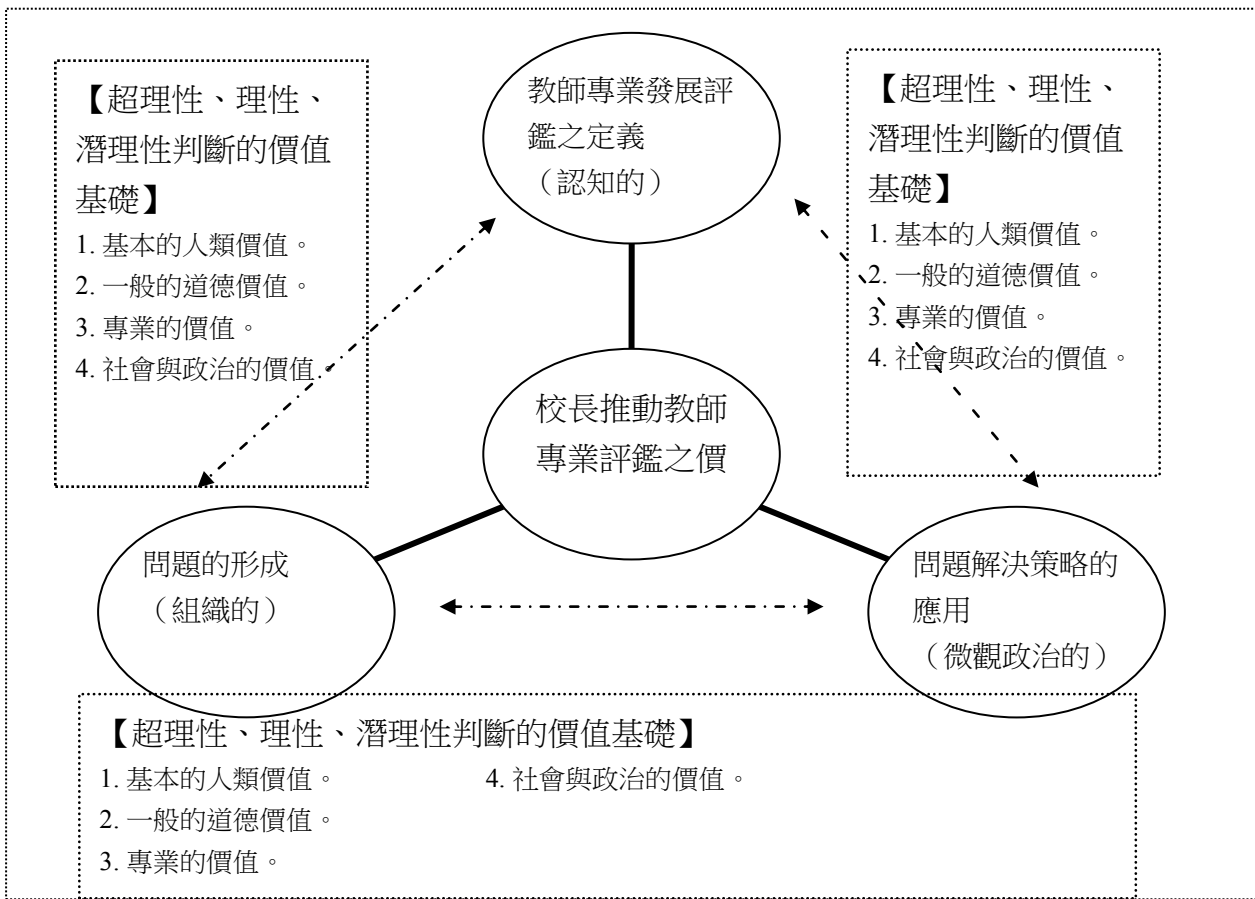 【超理性、理性、
潛理性判斷的價值
基礎】
1. 基本的人類價值。
2. 一般的道德價值。
3. 專業的價值。
4. 社會與政治的價值。
教師專業發展評
鑑之定義
（認知的）
【超理性、理性、
潛理性判斷的價值
基礎】
1. 基本的人類價值。
2. 一般的道德價值。
3. 專業的價值。
4. 社會與政治的價值。
校長推動教師
專業評鑑之價
問題的形成
（組織的）
問題解決策略的
應用
（微觀政治的）
【超理性、理性、潛理性判斷的價值基礎】
1. 基本的人類價值。
2. 一般的道德價值。
3. 專業的價值。
4. 社會與政治的價值。